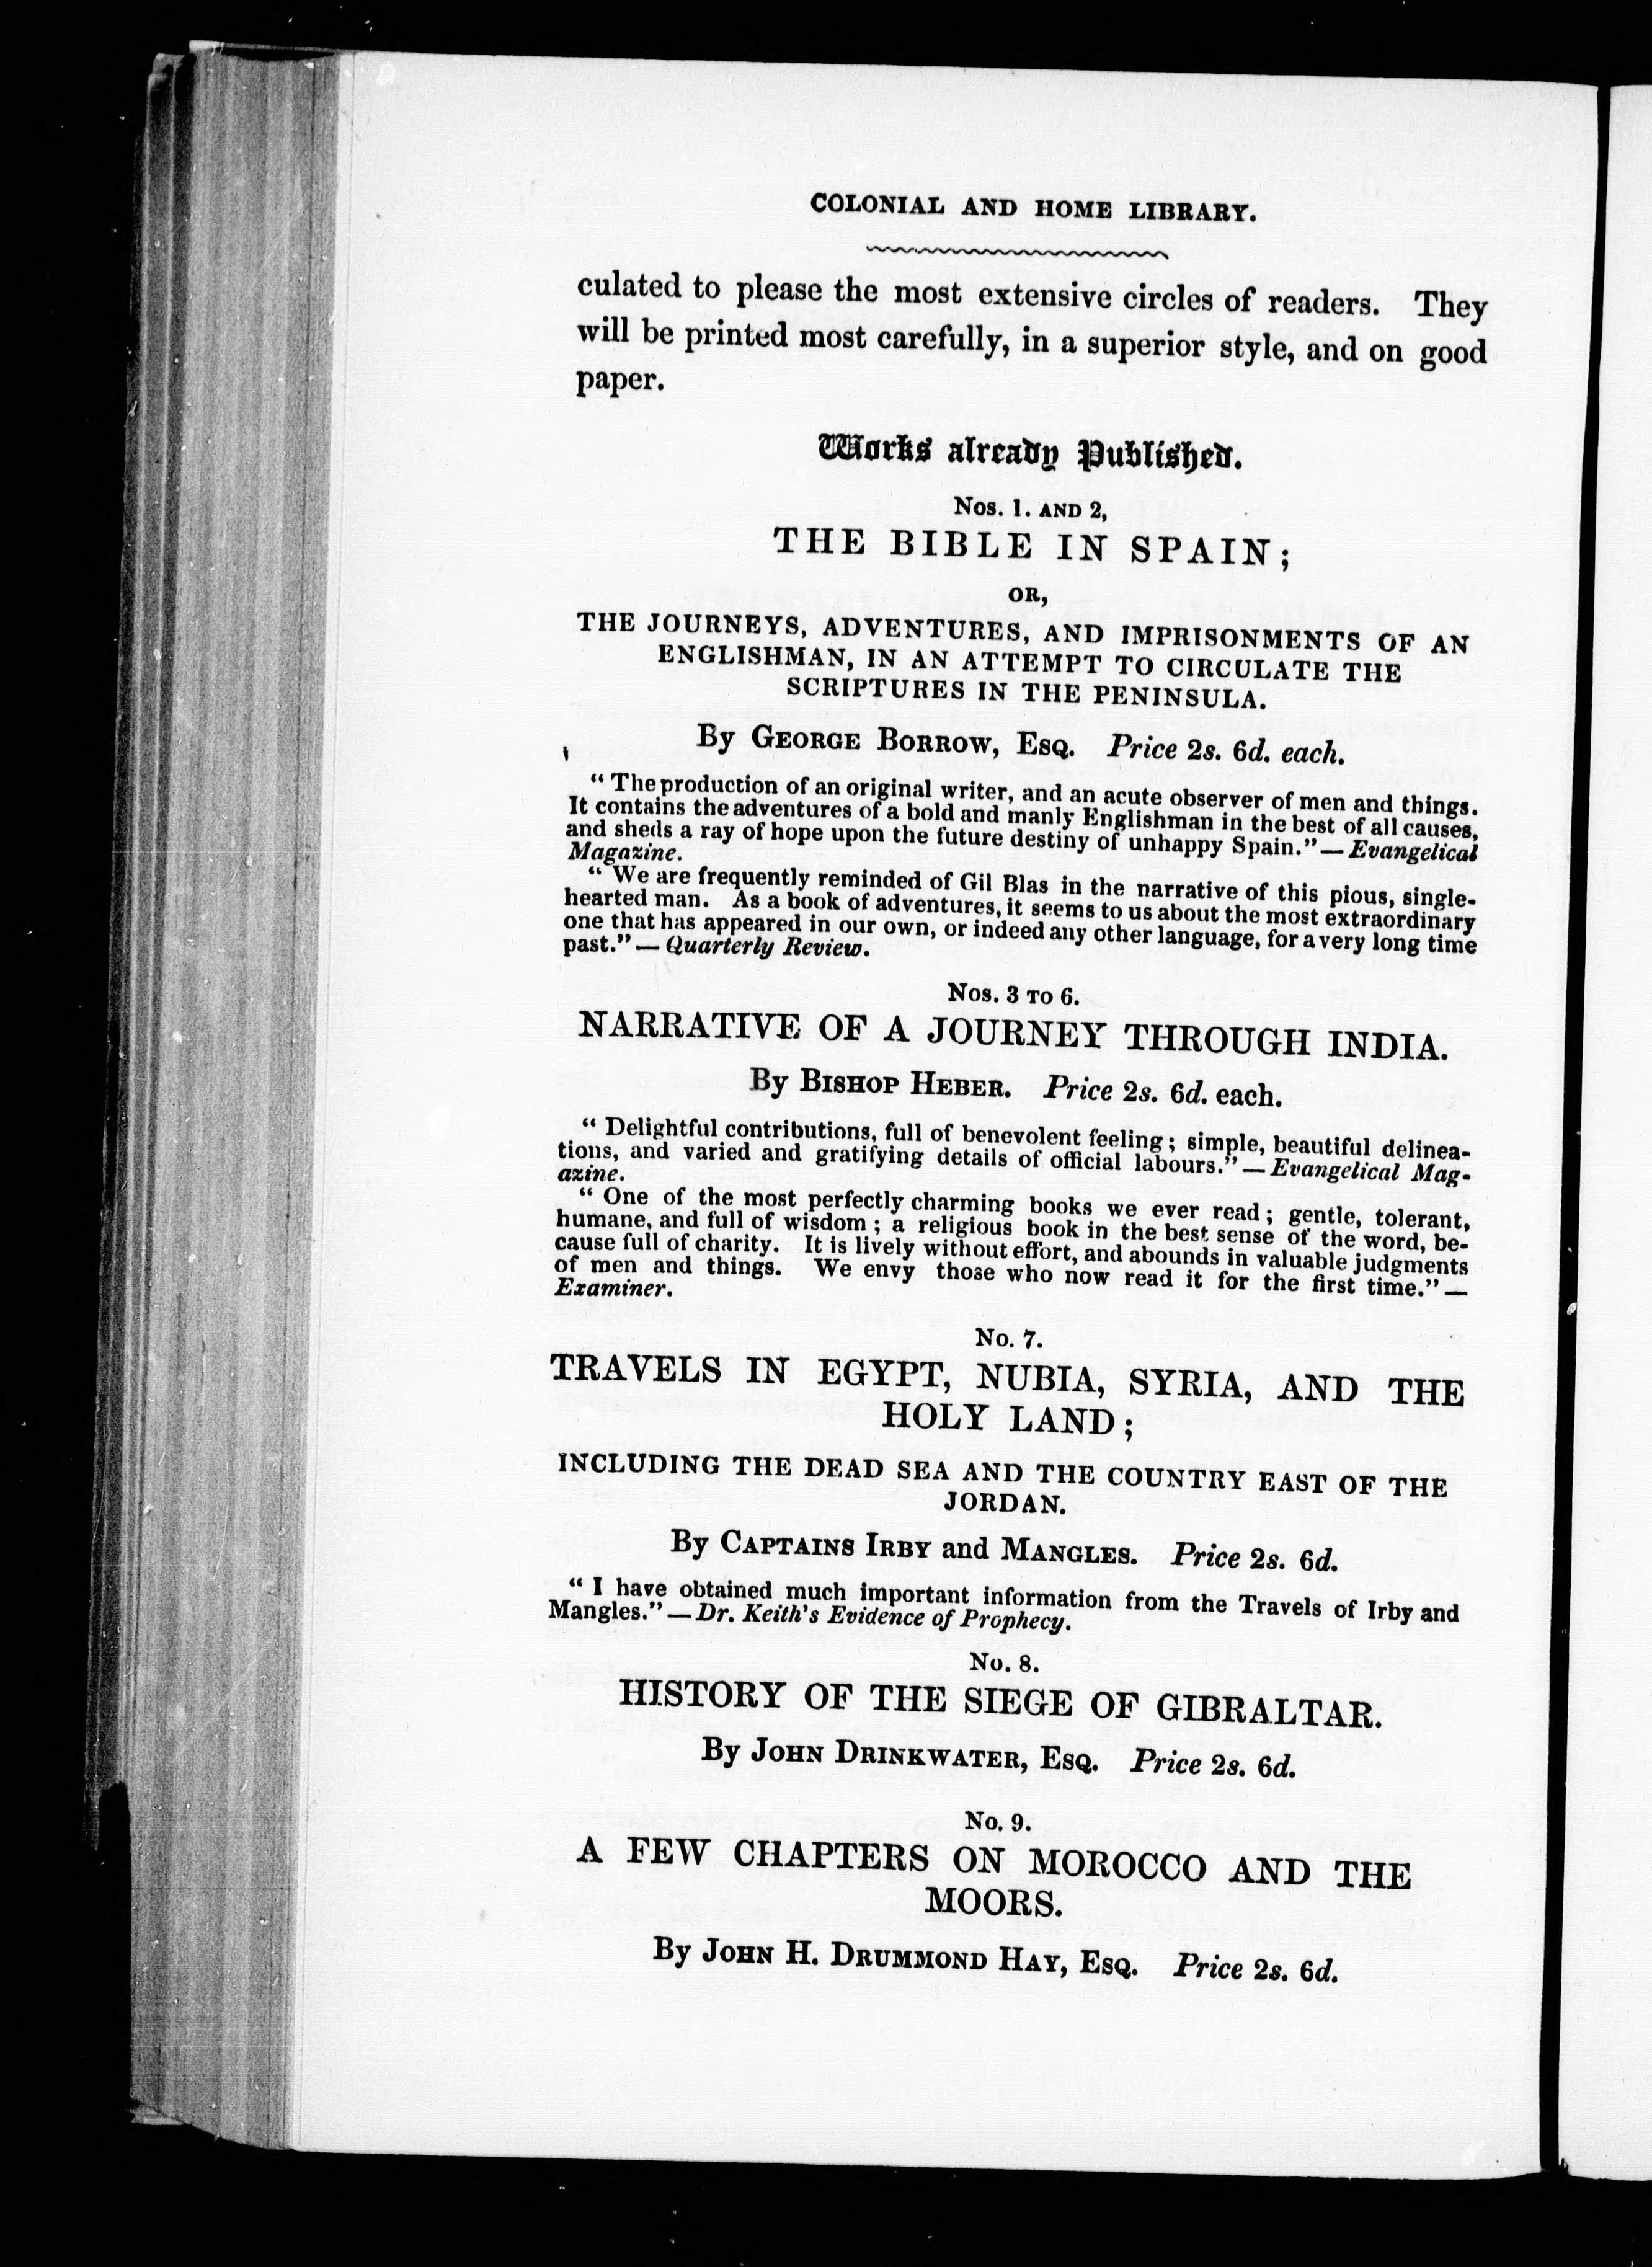 COLONIAL AND HOME LIBRARY.
culated to please the most extensive circles of readers. They
will be printed most carefully, in a superior style, and on good
paper.
Works already Published.
Nos. 1. AND 2,
THE BIBLE IN SPAIN;
OR,
THE JOURNEYS, ADVENTURES, AND IMPRISONMENTS OF AN
ENGLISHMAN, IN AN ATTEMPT TO CIRCULATE THE
SCRIPTURES IN THE PENINSULA.
By GEORGE BORROW, ESQ. Price 2s. 6d. each.
"The production of an original writer, and an acute observer of men and things.
It contains the adventures of a bold and manly Englishman in the best of all causes,
and sheds a ray of hope upon the future destiny of unhappy Spain."—Evangelical
Magazine.
"We are frequently reminded of Gil Blas in the narrative of this pious, single-
hearted man. As a book of adventures, it seems to us about the most extraordinary
one that has appeared in our own, or indeed any other language, for a very long time
past."—Quarterly Review.
Nos. 3 TO 6.
NARRATIVE OF A JOURNEY THROUGH INDIA.
By BISHOP HEBER. Price 2s. 6d. each.
"Delightful contributions, full of benevolent feeling; simple, beautiful delinea-
tions, and varied and gratifying details of official labours."—Evangelical Mag-
azine.
"One of the most perfectly charming books we ever read; gentle, tolerant,
humane, and full of wisdom; a religious book in the best sense of the word, be-
cause full of charity. It is lively without effort, and abounds in valuable judgments
of men and things. We envy those who now read it for the first time."—
Examiner.
No. 7.
TRAVELS IN EGYPT, NUBIA, SYRIA, AND THE
HOLY LAND;
INCLUDING THE DEAD SEA AND THE COUNTRY EAST OF THE
JORDAN.
By CAPTAINS IRBY and MANGLES. Price 2s. 6d.
"I have obtained much important information from the Travels of Irby and
Mangles."—Dr. Keith's Evidence of Prophecy.
No. 8.
HISTORY OF THE SIEGE OF GIBRALTAR.
By JOHN DRINKWATER, ESQ. Price 2s. 6d.
No. 9.
A FEW CHAPTERS ON MOROCCO AND THE
MOORS.
By JOHN H. DRUMMOND HAY, ESQ. Price 2s. 6d.